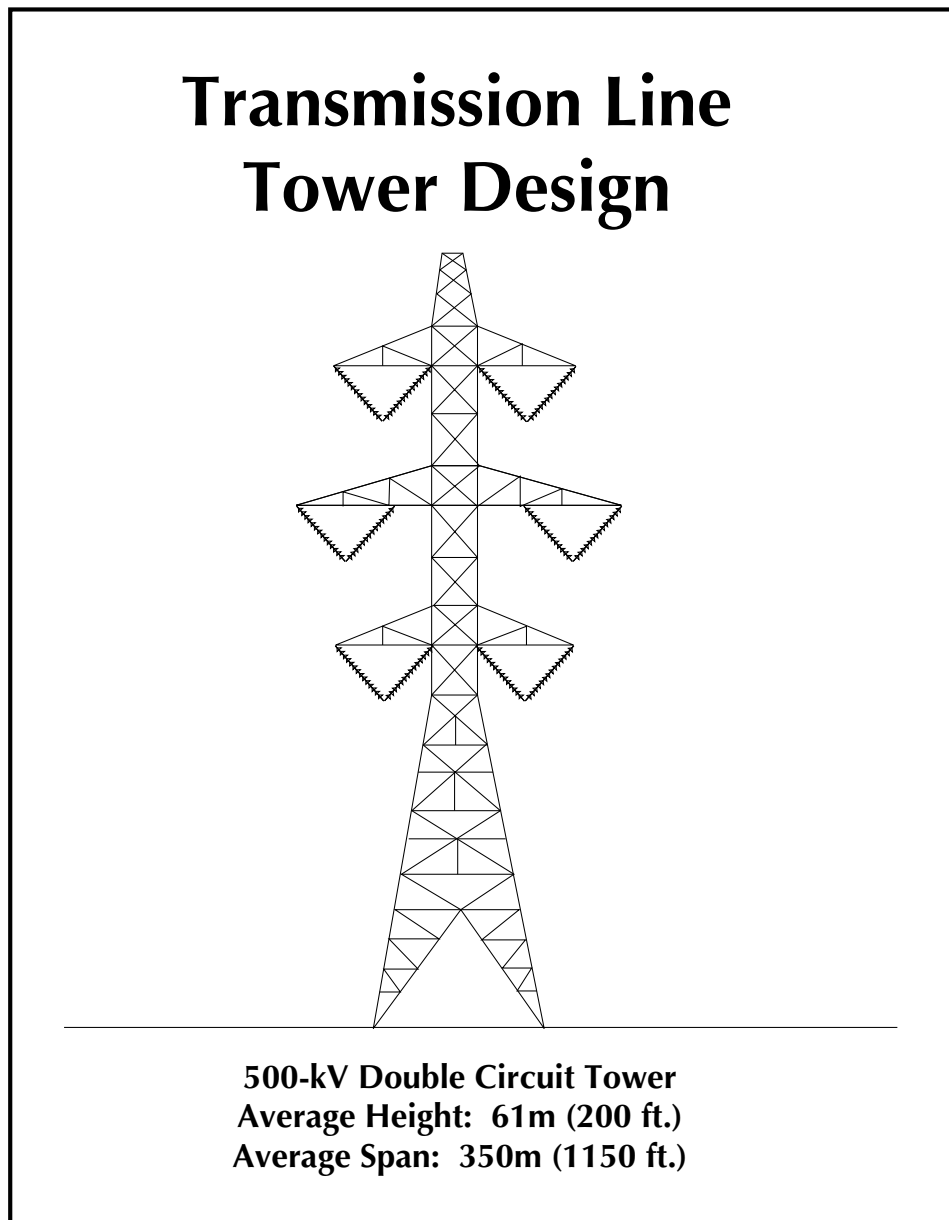 Transmission Line
Tower Design
500-kV Double Circuit Tower
Average Height:  61m (200 ft.)
Average Span:  350m (1150 ft.)